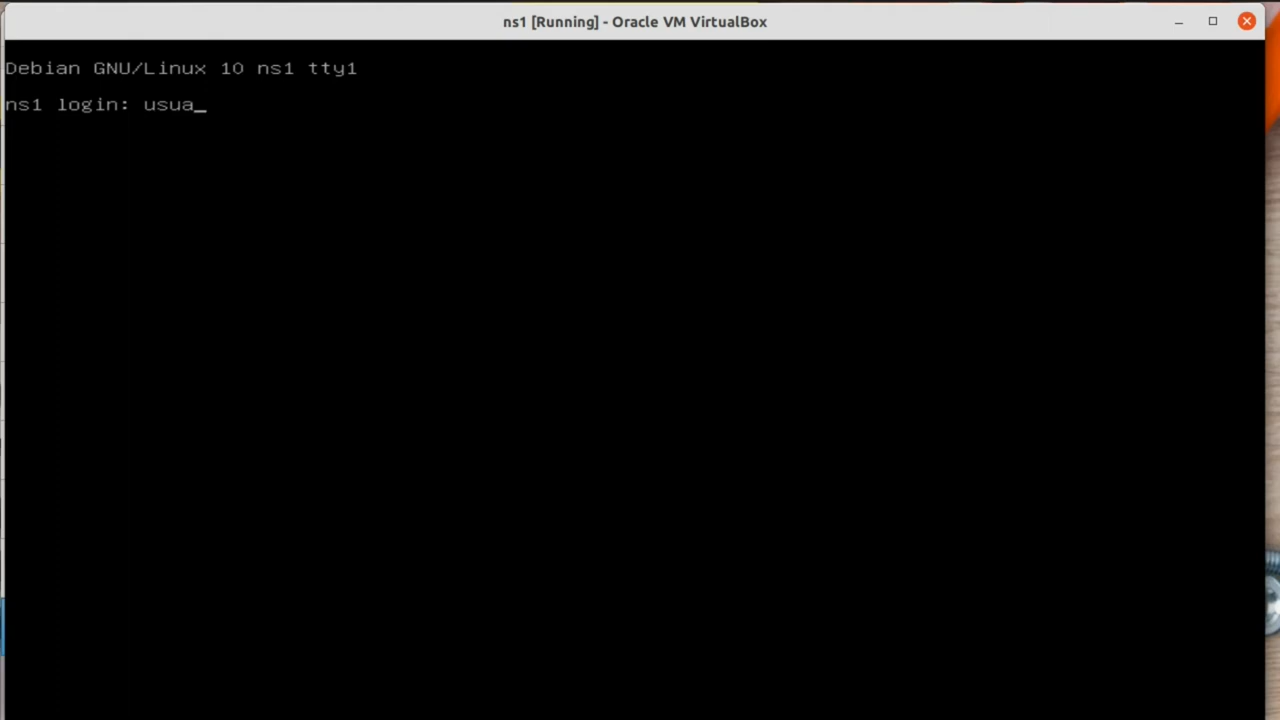 ns1 [Running] - Oracle VM VirtualBox
Debian GNU/Linux 10 ns1 tty1
ns1 login: usua_